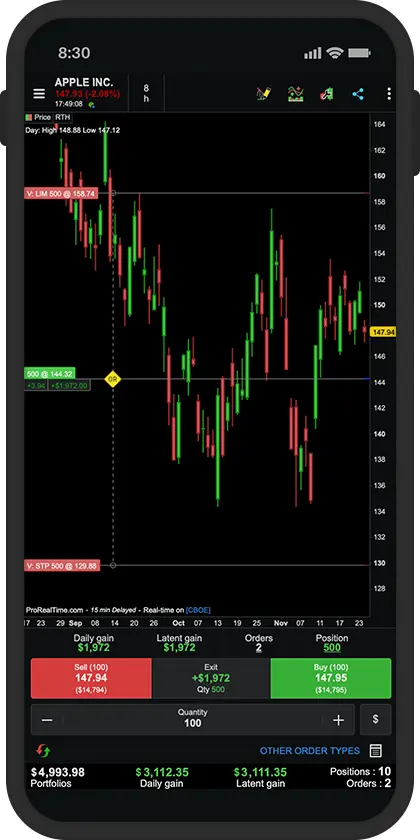 8:30
APPLE INC.
147.93 (-2.08%)
17:49:08
8
h
Price RTH
Day: High 148.88 Low 147.12
164
162
160
V: LIM 500 @ 158.74
158
156
154
152
150
147.94
146
500 @ 144.32
+3.94 +$1,972.00
OR
144
142
140
138
136
134
132
V: STP 500 @ 129.88
130
128
ProRealTime.com - 15 min Delayed - Real-time on [CBOE]
17 23 29 Sep 08 14 20 26 Oct 07 13 19 25 Nov 07 11 17 23
Daily gain Latent gain Orders Position
$1,972 $1,972 2 500
Sell (100) Exit Buy (100)
147.94 +$1,972 147.95
($14,794) Qty 500 ($14,795)
Quantity
100
$
OTHER ORDER TYPES
$4,993.98 $3,112.35 $3,111.35 Positions : 10
Portfolios Daily gain Latent gain Orders : 2